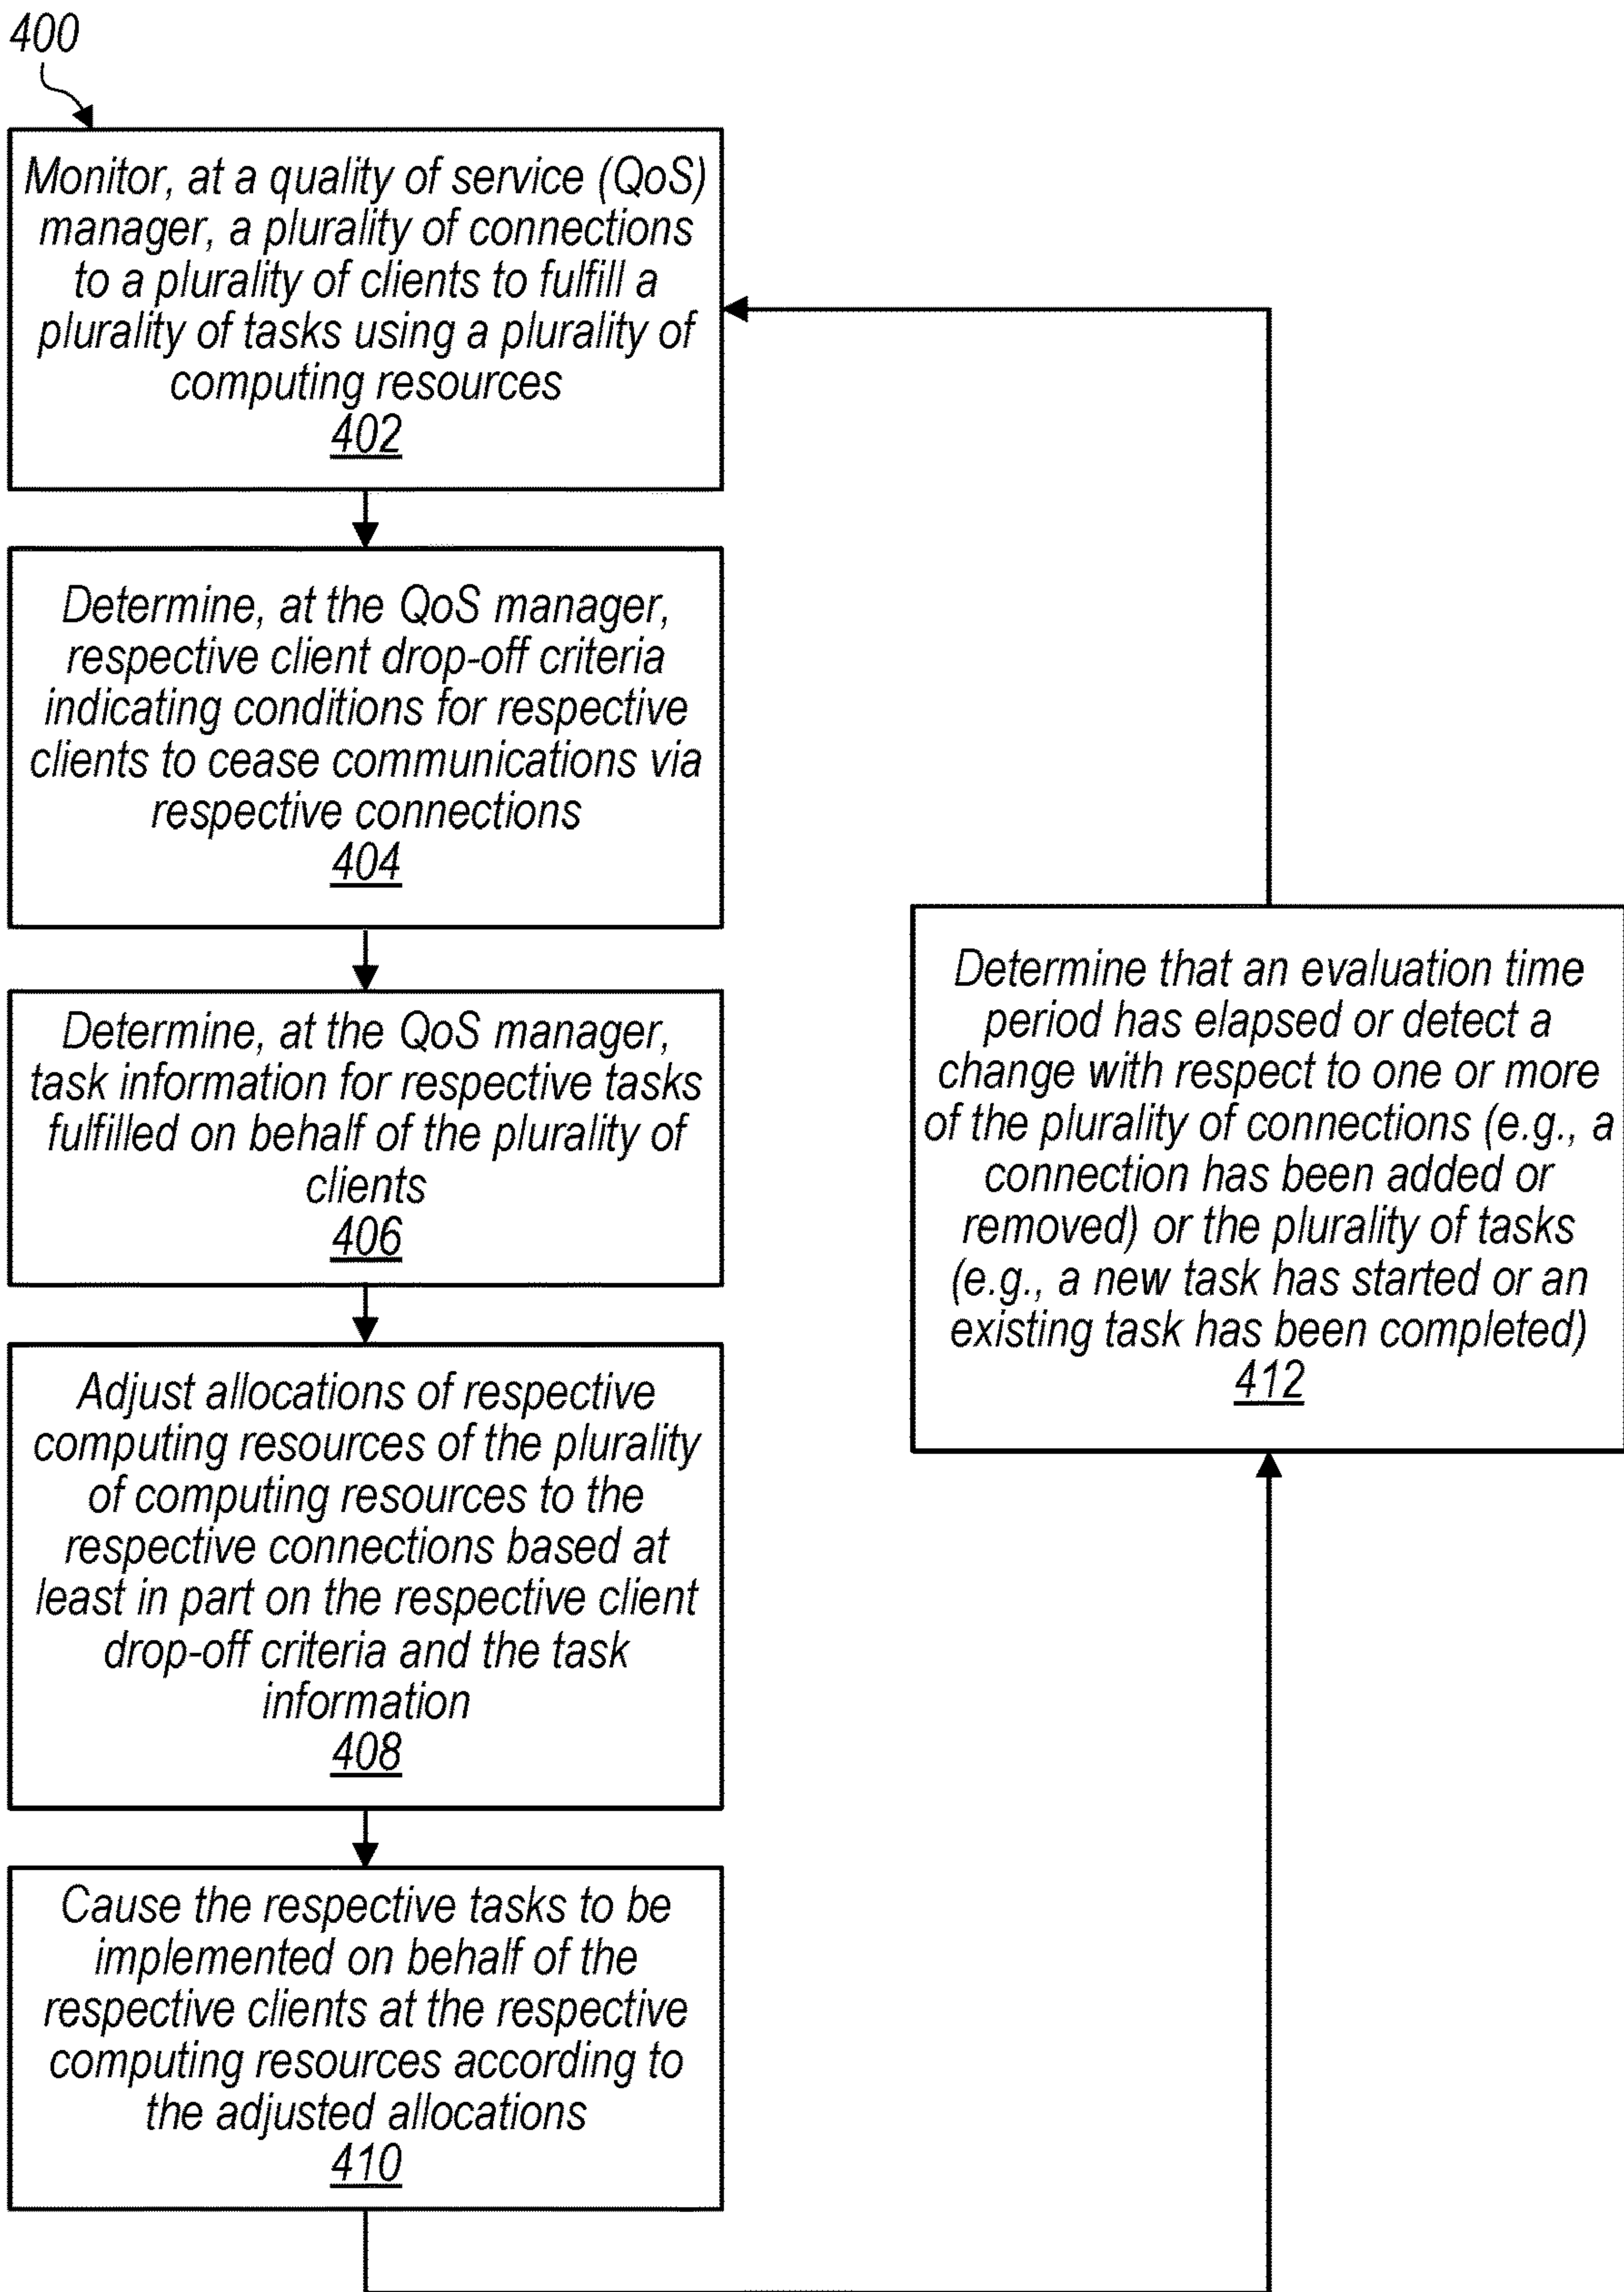 400
Monitor, at a quality of service (QoS)
manager, a plurality of connections
to a plurality of clients to fulfill a
plurality of tasks using a plurality of
computing resources
402
Determine, at the QoS manager,
respective client drop-off criteria
indicating conditions for respective
clients to cease communications via
respective connections
404
Determine, at the QoS manager,
task information for respective tasks
fulfilled on behalf of the plurality of
clients
406
Adjust allocations of respective
computing resources of the plurality
of computing resources to the
respective connections based at
least in part on the respective client
drop-off criteria and the task
information
408
Cause the respective tasks to be
implemented on behalf of the
respective clients at the respective
computing resources according to
the adjusted allocations
410
Determine that an evaluation time
period has elapsed or detect a
change with respect to one or more
of the plurality of connections (e.g., a
connection has been added or
removed) or the plurality of tasks
(e.g., a new task has started or an
existing task has been completed)
412